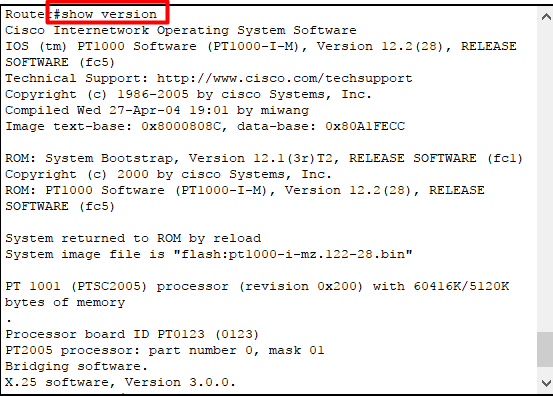 Router#show version
Cisco Internetwork Operating System Software
IOS (tm) PT1000 Software (PT1000-I-M), Version 12.2(28), RELEASE
SOFTWARE (fc5)
Technical Support: http://www.cisco.com/techsupport
Copyright (c) 1986-2005 by cisco Systems, Inc.
Compiled Wed 27-Apr-04 19:01 by miwang
Image text-base: 0x8000808C, data-base: 0x80A1FECC

ROM: System Bootstrap, Version 12.1(3r)T2, RELEASE SOFTWARE (fc1)
Copyright (c) 2000 by cisco Systems, Inc.
ROM: PT1000 Software (PT1000-I-M), Version 12.2(28), RELEASE
SOFTWARE (fc5)

System returned to ROM by reload
System image file is "flash:pt1000-i-mz.122-28.bin"

PT 1001 (PTSC2005) processor (revision 0x200) with 60416K/5120K
bytes of memory
.
Processor board ID PT0123 (0123)
PT2005 processor: part number 0, mask 01
Bridging software.
X.25 software, Version 3.0.0.